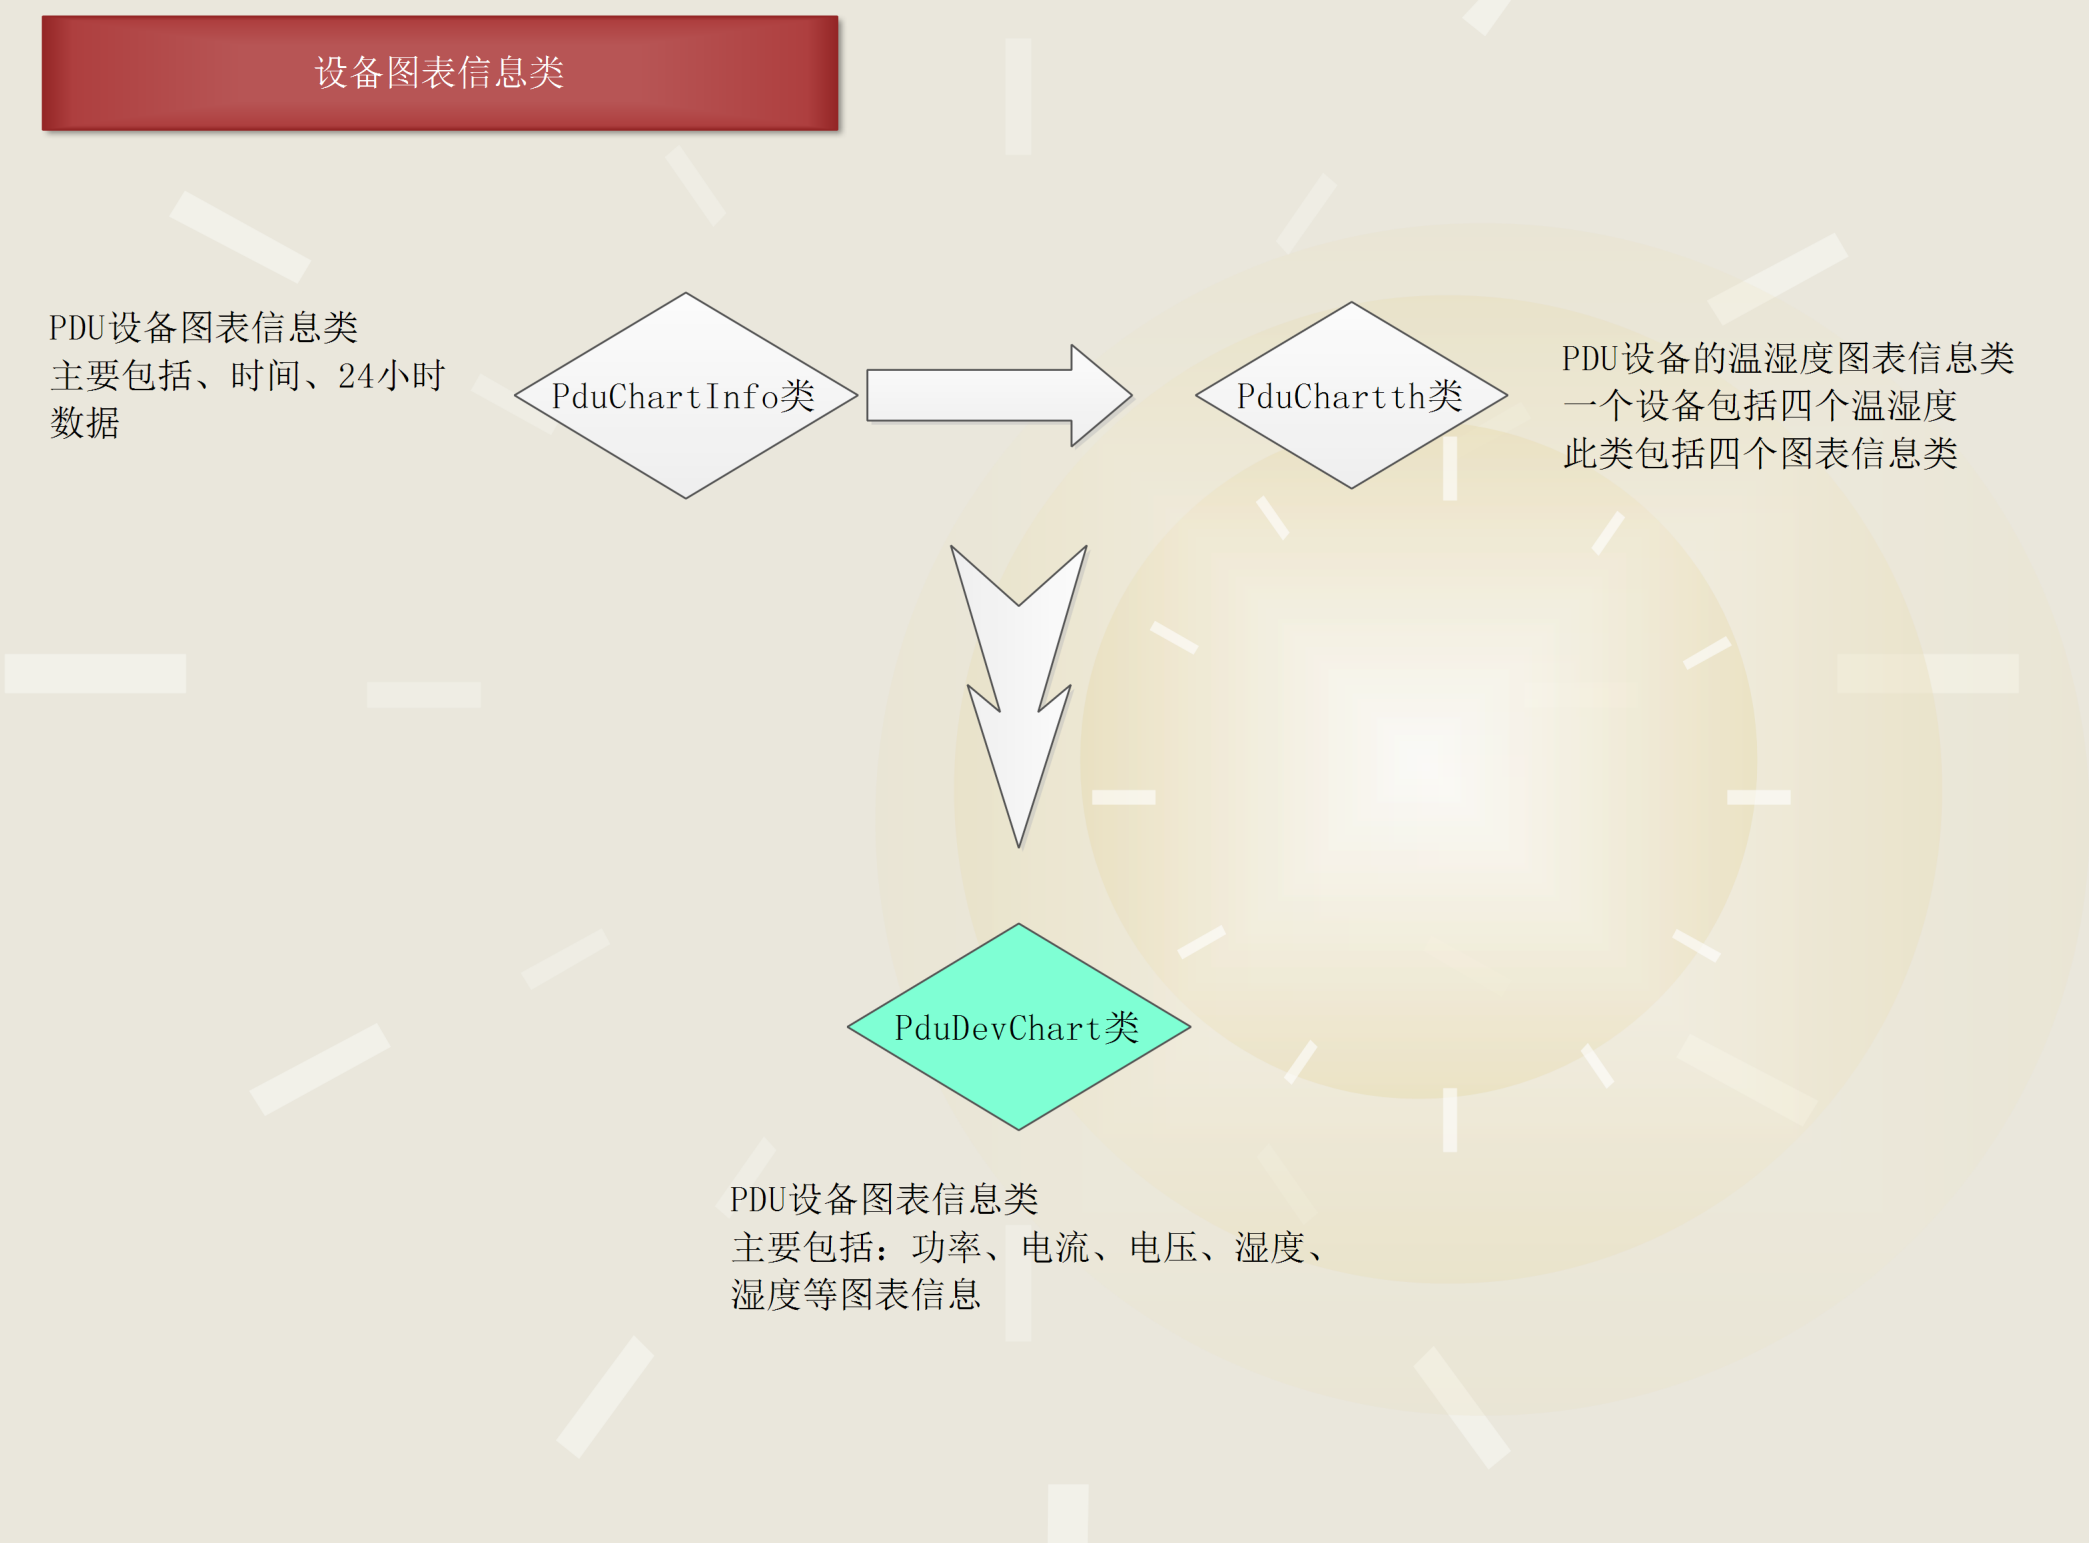 设备图表信息类
PDU设备图表信息类
主要包括、时间、24小时
数据
PduChartInfo类
PduChartth类
PDU设备的温湿度图表信息类
一个设备包括四个温湿度
此类包括四个图表信息类
PduDevChart类
PDU设备图表信息类
主要包括：功率、电流、电压、湿度、
湿度等图表信息